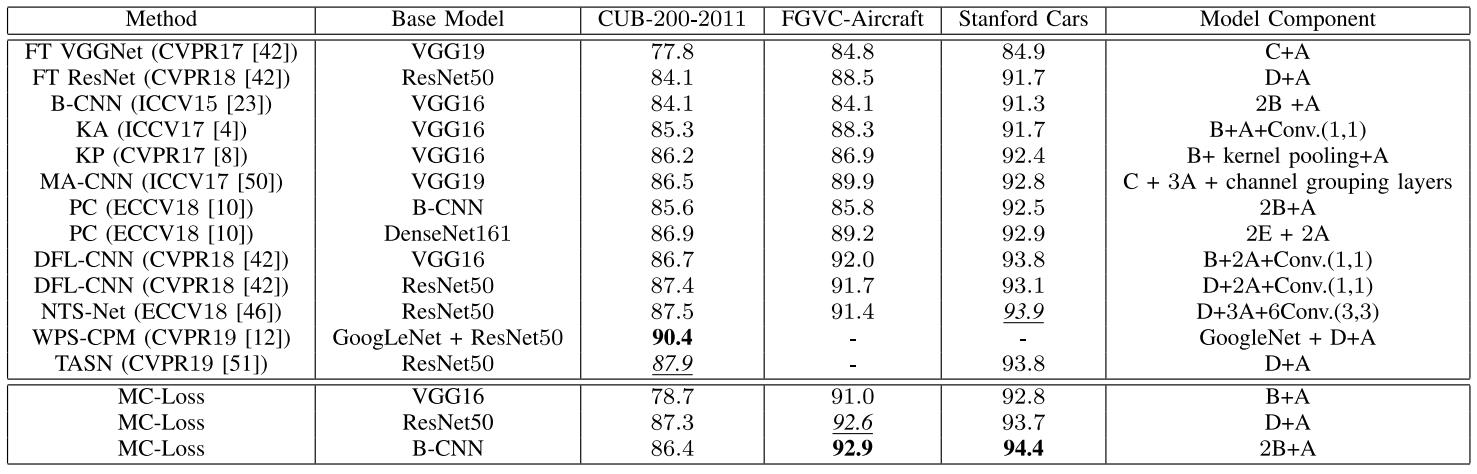 Method Base Model CUB-200-2011 FGVC-Aircraft Stanford Cars Model Component
FT VGGNet (CVPR17 [42]) VGG19 77.8 84.8 84.9 C+A
FT ResNet (CVPR18 [42]) ResNet50 84.1 88.5 91.7 D+A
B-CNN (ICCV15 [23]) VGG16 84.1 84.1 91.3 2B +A
KA (ICCV17 [4]) VGG16 85.3 88.3 91.7 B+A+Conv.(1,1)
KP (CVPR17 [8]) VGG16 86.2 86.9 92.4 B+ kernel pooling+A
MA-CNN (ICCV17 [50]) VGG19 86.5 89.9 92.8 C + 3A + channel grouping layers
PC (ECCV18 [10]) B-CNN 85.6 85.8 92.5 2B+A
PC (ECCV18 [10]) DenseNet161 86.9 89.2 92.9 2E + 2A
DFL-CNN (CVPR18 [42]) VGG16 86.7 92.0 93.8 B+2A+Conv.(1,1)
DFL-CNN (CVPR18 [42]) ResNet50 87.4 91.7 93.1 D+2A+Conv.(1,1)
NTS-Net (ECCV18 [46]) ResNet50 87.5 91.4 93.9 D+3A+6Conv.(3,3)
WPS-CPM (CVPR19 [12]) GoogLeNet + ResNet50 90.4 - - GoogleNet + D+A
TASN (CVPR19 [51]) ResNet50 87.9 - 93.8 D+A
MC-Loss VGG16 78.7 91.0 92.8 B+A
MC-Loss ResNet50 87.3 92.6 93.7 D+A
MC-Loss B-CNN 86.4 92.9 94.4 2B+A